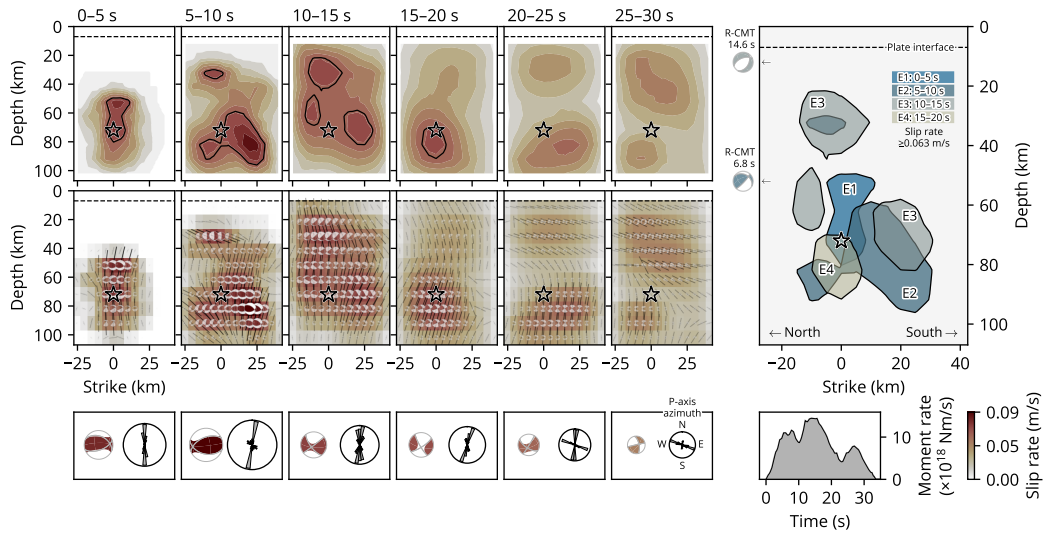 0–5 s
5–10 s
10–15 s
15–20 s
20–25 s
25–30 s
Depth (km)
0
20
40
60
80
100
Depth (km)
0
20
40
60
80
100
−25 0 25
−25 0 25
−25 0 25
−25 0 25
−25 0 25
−25 0 25
Strike (km)
R-CMT
14.6 s
←
R-CMT
6.8 s
←
Plate interface
E1: 0–5 s
E2: 5–10 s
E3: 10–15 s
E4: 15–20 s
Slip rate
≥0.063 m/s
E3
E1
E3
E4
E2
←North
South→
0
20
40
60
80
100
Depth (km)
−20 0 20 40
Strike (km)
P-axis
azimuth
N
W
E
S
0 10 20 30
Time (s)
10
0
Moment rate
(×10¹⁸ Nm/s)
0.09
0.05
0.00
Slip rate (m/s)